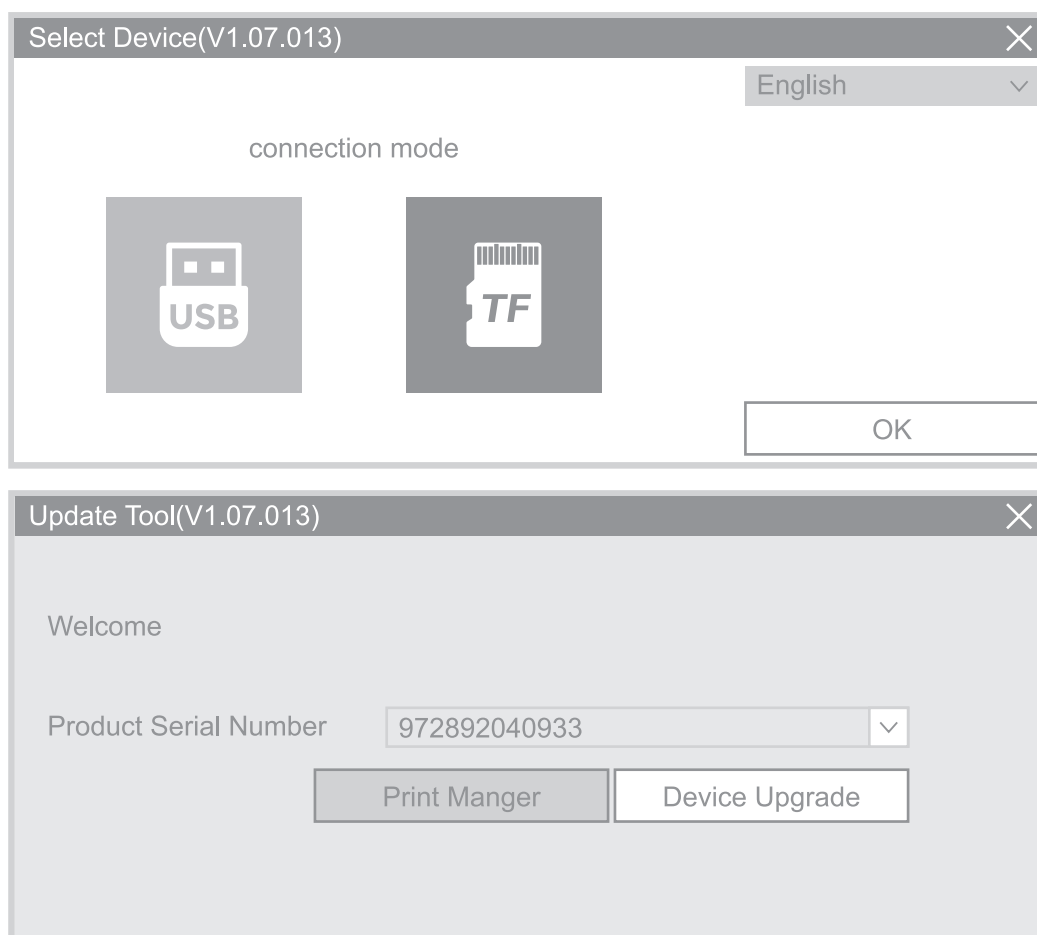 Select Device(V1.07.013)
English
connection mode
USB
TF
OK
Update Tool(V1.07.013)
Welcome
Product Serial Number 972892040933
Print Manger Device Upgrade